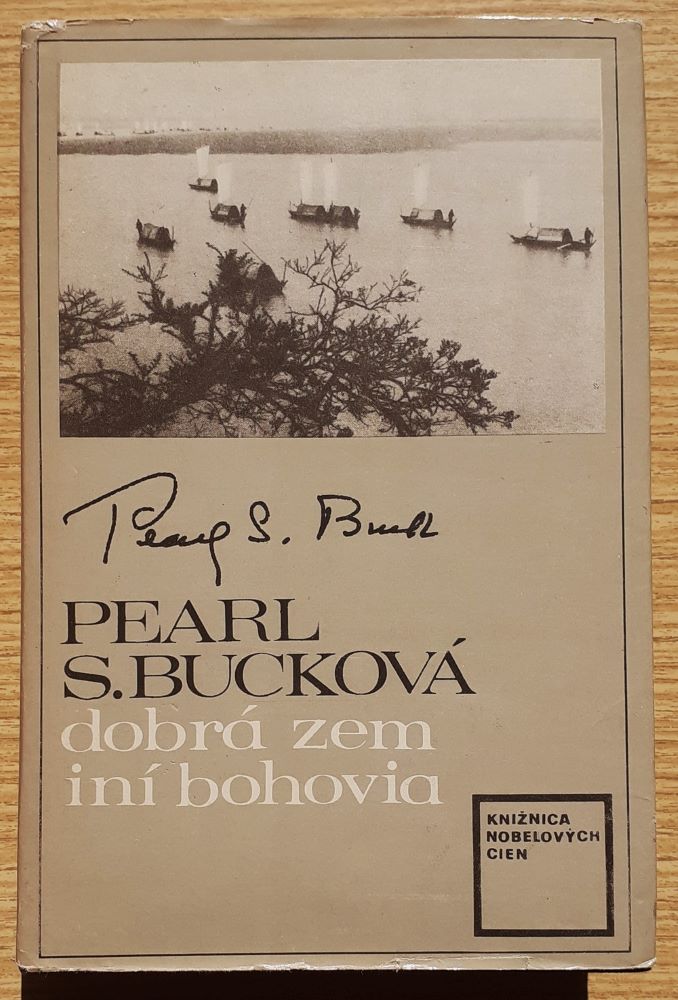 Pearl S. Buck
PEARL
S.BUCKOVÁ
dobrá zem
iní bohovia
KNIŽNICA
NOBELOVÝCH
CIEN